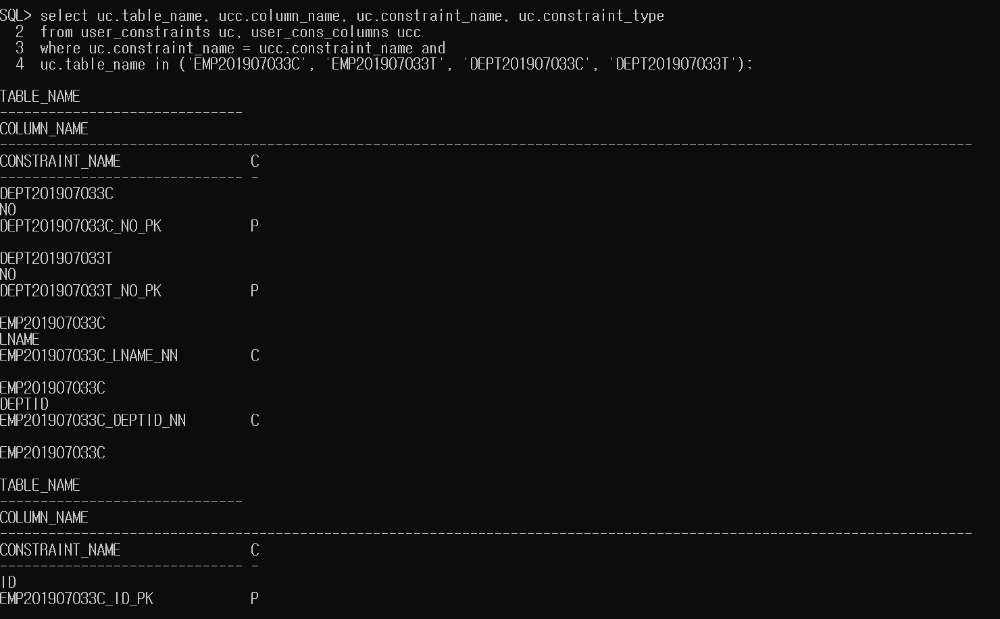 SQL> select uc.table_name, ucc.column_name, uc.constraint_name, uc.constraint_type
  2  from user_constraints uc, user_cons_columns ucc
  3  where uc.constraint_name = ucc.constraint_name and
  4  uc.table_name in ('EMP201907033C', 'EMP201907033T', 'DEPT201907033C', 'DEPT201907033T');

TABLE_NAME
------------------------------
COLUMN_NAME
------------------------------------------------------------------------------------------------------------------------
CONSTRAINT_NAME                C
------------------------------ -
DEPT201907033C
NO
DEPT201907033C_NO_PK           P

DEPT201907033T
NO
DEPT201907033T_NO_PK           P

EMP201907033C
LNAME
EMP201907033C_LNAME_NN         C

EMP201907033C
DEPTID
EMP201907033C_DEPTID_NN        C

EMP201907033C

TABLE_NAME
------------------------------
COLUMN_NAME
------------------------------------------------------------------------------------------------------------------------
CONSTRAINT_NAME                C
------------------------------ -
ID
EMP201907033C_ID_PK            P